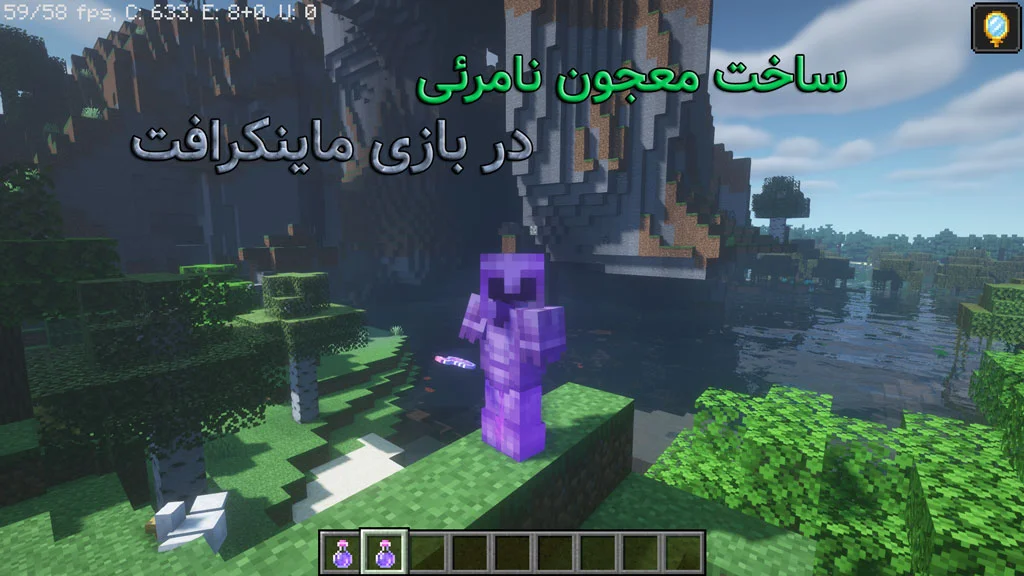 59/58 fps, C: 633, E: 8+0, U: 0
ساخت معجون نامرئی
در بازی ماینکرافت